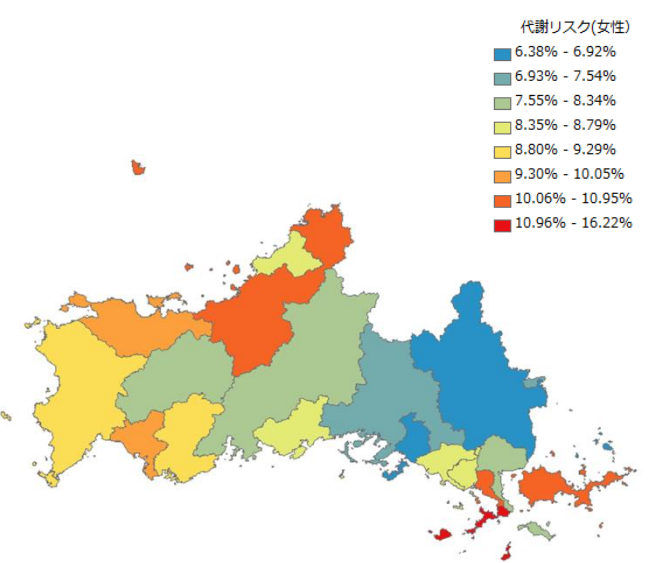 代謝リスク(女性)
6.38% - 6.92%
6.93% - 7.54%
7.55% - 8.34%
8.35% - 8.79%
8.80% - 9.29%
9.30% - 10.05%
10.06% - 10.95%
10.96% - 16.22%